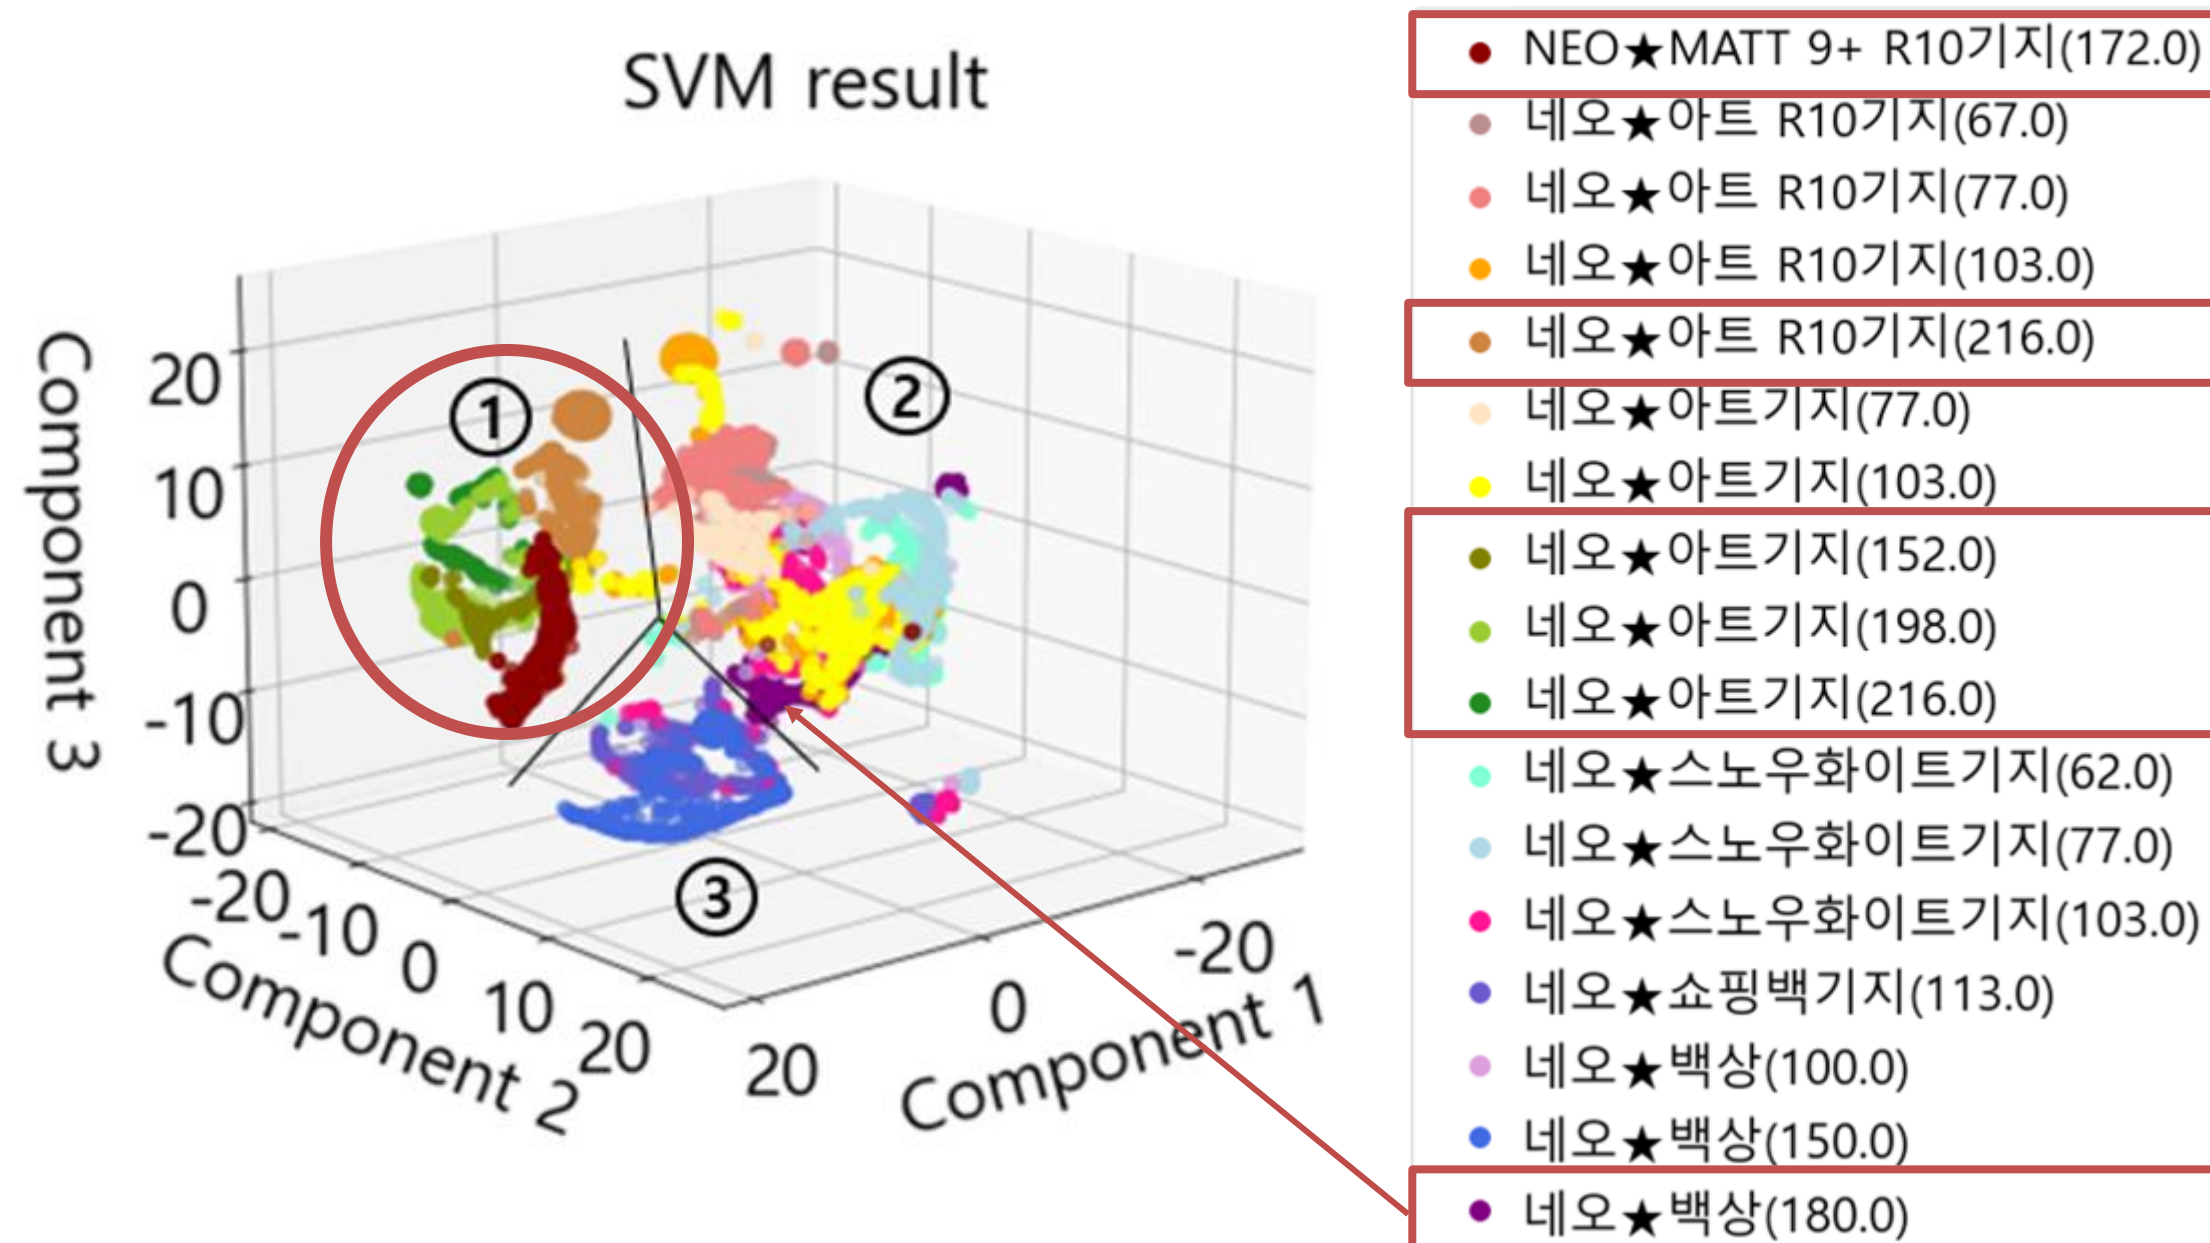 SVM result
①
②
③
Component 3
20
10
0
-10
-20
-20
-10
0
10
20
Component 2
20
0
-20
Component 1
NEO★MATT 9+ R10기지(172.0)
네오★아트 R10기지(67.0)
네오★아트 R10기지(77.0)
네오★아트 R10기지(103.0)
네오★아트 R10기지(216.0)
네오★아트기지(77.0)
네오★아트기지(103.0)
네오★아트기지(152.0)
네오★아트기지(198.0)
네오★아트기지(216.0)
네오★스노우화이트기지(62.0)
네오★스노우화이트기지(77.0)
네오★스노우화이트기지(103.0)
네오★쇼핑백기지(113.0)
네오★백상(100.0)
네오★백상(150.0)
네오★백상(180.0)